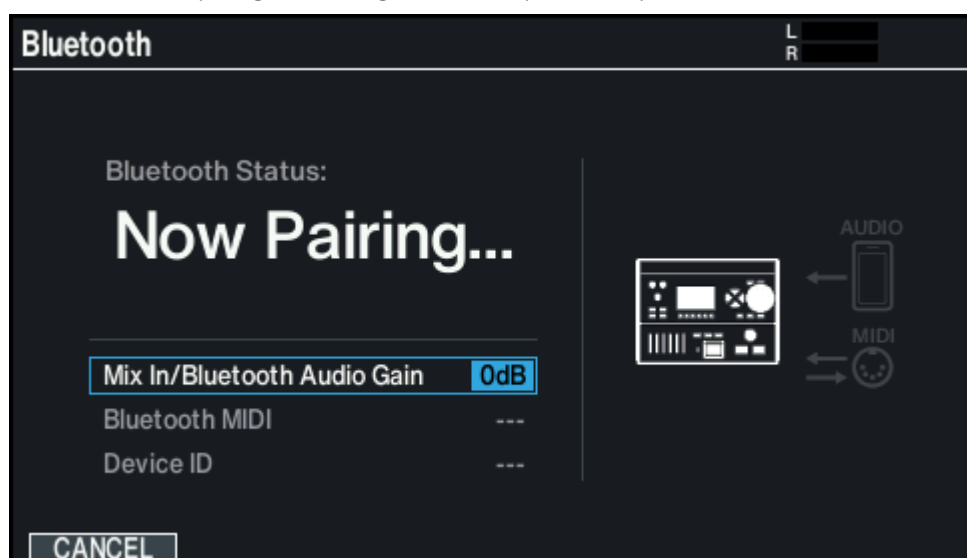 Bluetooth
L
R
Bluetooth Status:
Now Pairing...
AUDIO
MIDI
Mix In/Bluetooth Audio Gain 0dB
Bluetooth MIDI ---
Device ID ---
CANCEL